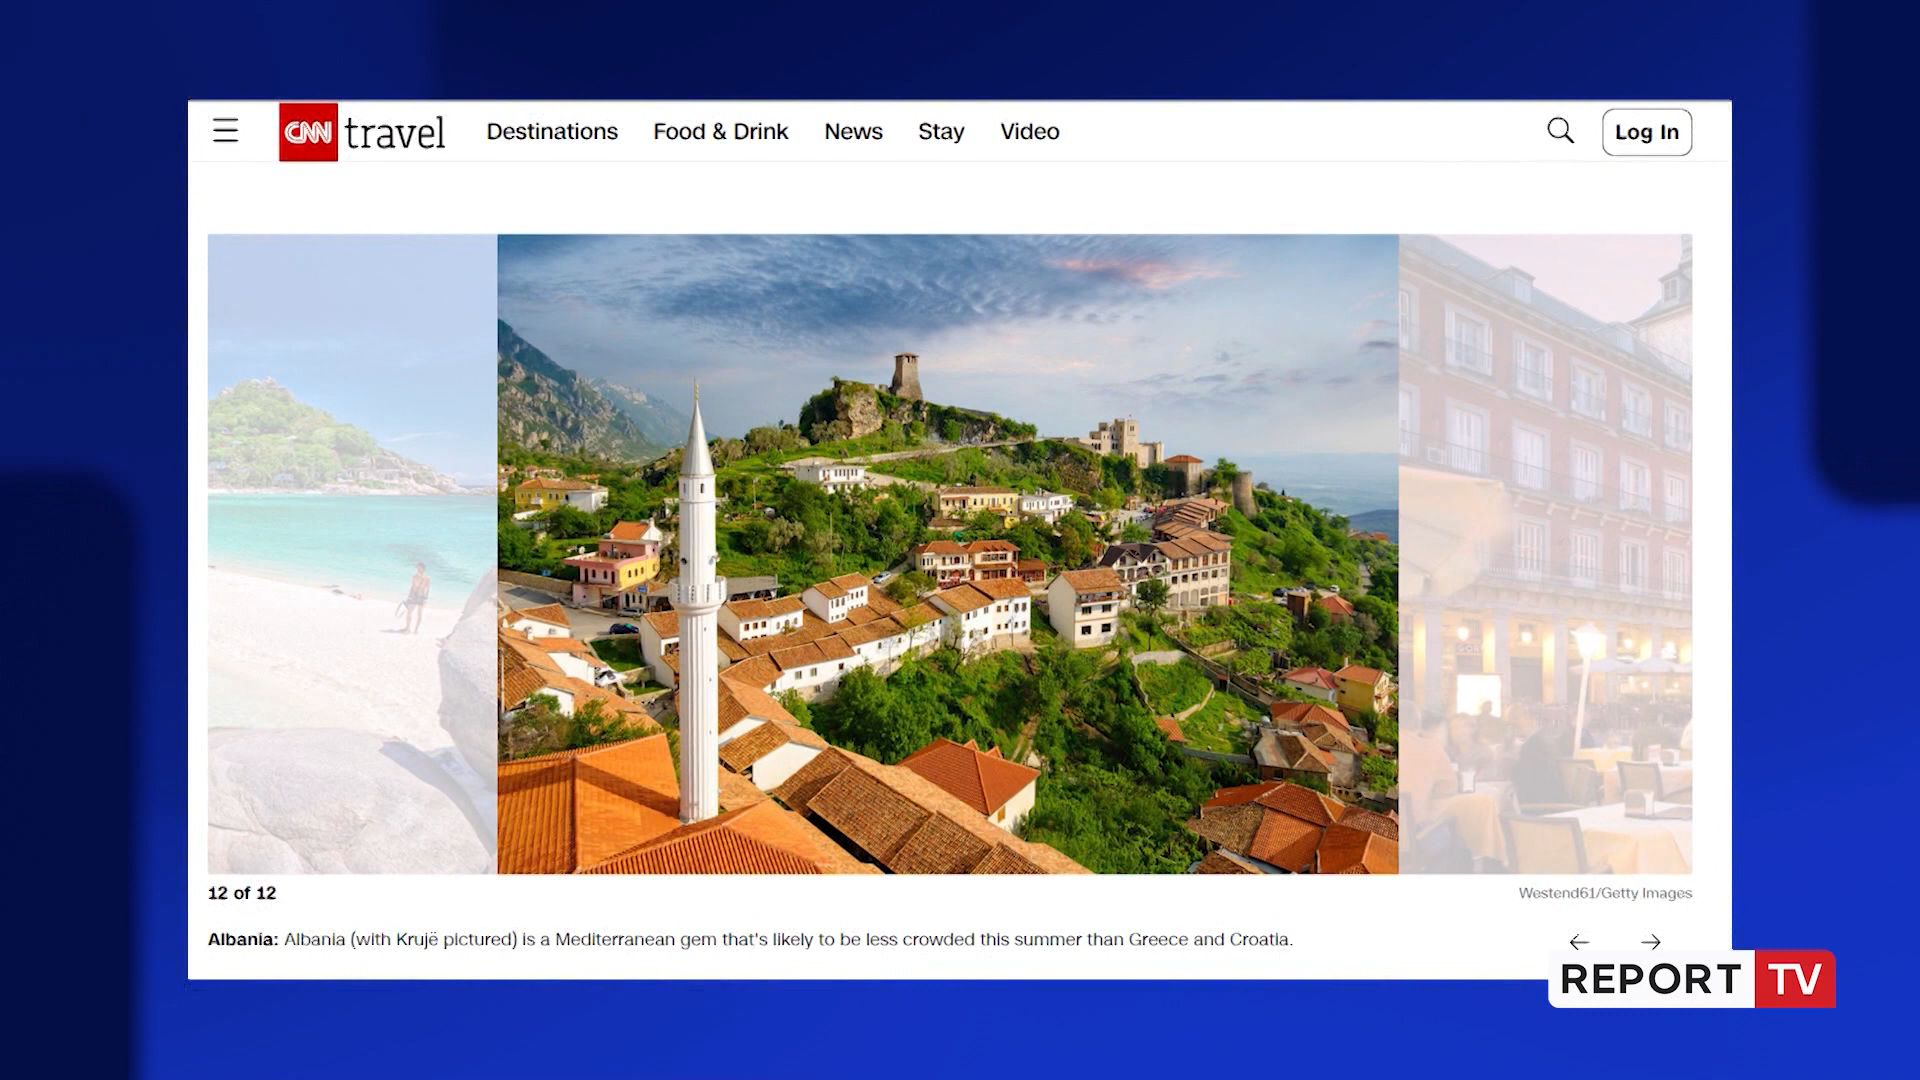 CNN travel Destinations Food & Drink News Stay Video Log In
12 of 12 Westend61/Getty Images
Albania: Albania (with Krujë pictured) is a Mediterranean gem that's likely to be less crowded this summer than Greece and Croatia.
REPORT TV